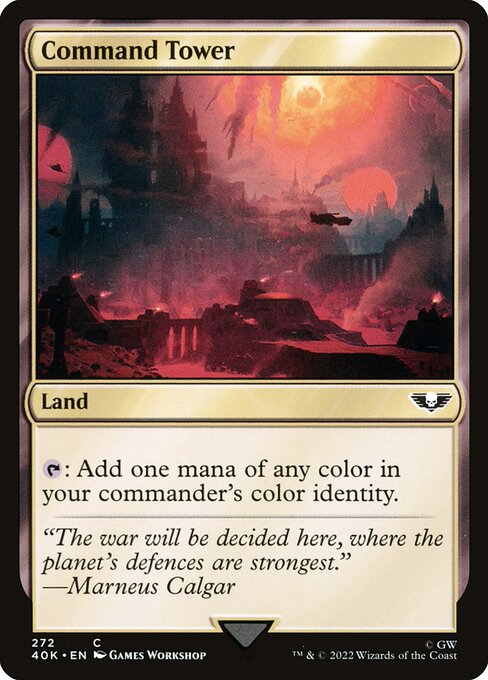 Command Tower
Land
: Add one mana of any color in
your commander's color identity.
“The war will be decided here, where the
planet's defences are strongest.”
—Marneus Calgar
272 C
40K • EN Games Workshop
© GW
™ & © 2022 Wizards of the Coast